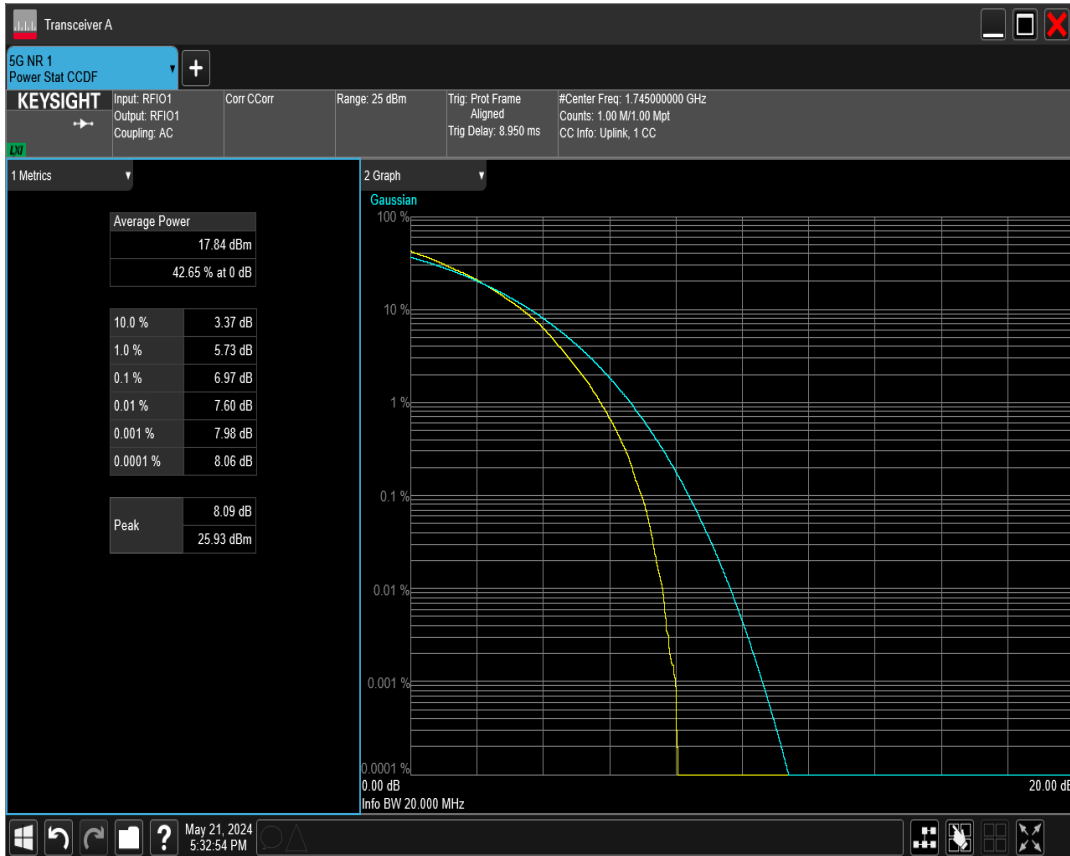 Transceiver A
5G NR 1
Power Stat CCDF
+
KEYSIGHT
LXI
Input: RFIO1
Output: RFIO1
Coupling: AC
Corr CCorr
Range: 25 dBm
Trig: Prot Frame
Aligned
Trig Delay: 8.950 ms
#Center Freq: 1.745000000 GHz
Counts: 1.00 M/1.00 Mpt
CC Info: Uplink, 1 CC
1 Metrics
Average Power
17.84 dBm
42.65 % at 0 dB
10.0 % 3.37 dB
1.0 % 5.73 dB
0.1 % 6.97 dB
0.01 % 7.60 dB
0.001 % 7.98 dB
0.0001 % 8.06 dB
Peak 8.09 dB
25.93 dBm
2 Graph
Gaussian
100 %
10 %
1 %
0.1 %
0.01 %
0.001 %
0.0001 %
0.00 dB 20.00 dB
Info BW 20.000 MHz
?
May 21, 2024
5:32:54 PM